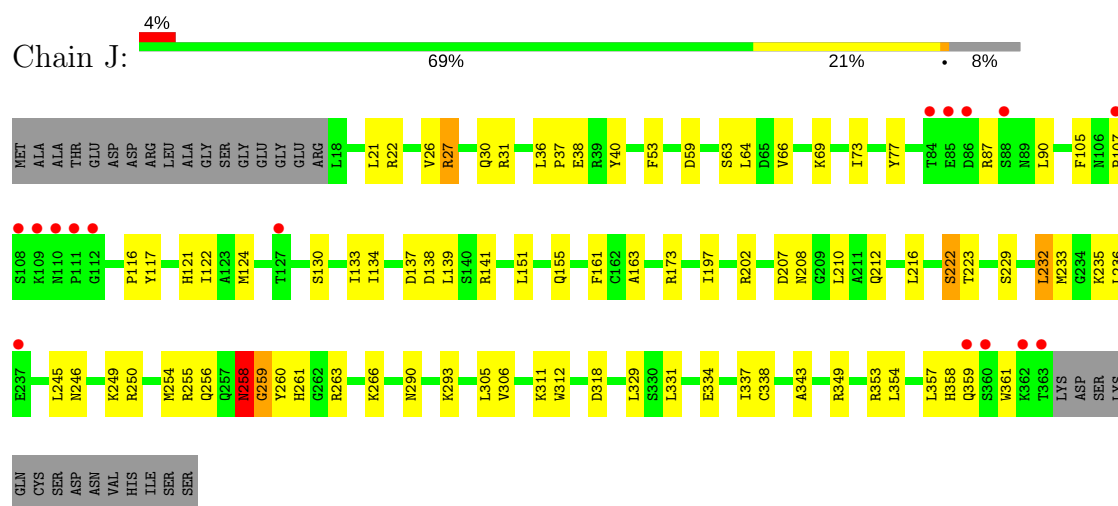 4%
Chain J:
69% 21% • 8%
MET ALA ALA THR GLU ASP ASP ARG LEU ALA GLY SER GLY GLU GLY GLU ARG L18 L21 R22 V26 R27 Q30 R31 L36 P37 E38 R39 Y40 F53 D59 S63 L64 D65 V66 K69 I73 Y77 T84 E85 D86 R87 S88 N89 L90 F105 N106 R107
S108 K109 N110 P111 G112 P116 Y117 H121 I122 A123 M124 T127 S130 I133 I134 D137 D138 L139 S140 R141 L151 Q155 F161 C162 A163 R173 I197 R202 D207 N208 G209 L210 A211 Q212 L216 S222 T223 S229 L232 M233 G234 K235 L236
E237 L245 N246 K249 R250 M254 R255 Q256 Q257 N258 G259 Y260 H261 G262 R263 K266 N290 K293 L305 V306 K311 W312 D318 L329 S330 L331 E334 I337 C338 A343 R349 R353 L354 L357 H358 Q359 S360 W361 K362 T363 LYS ASP SER LYS
GLN CYS SER ASP ASN VAL HIS ILE SER SER